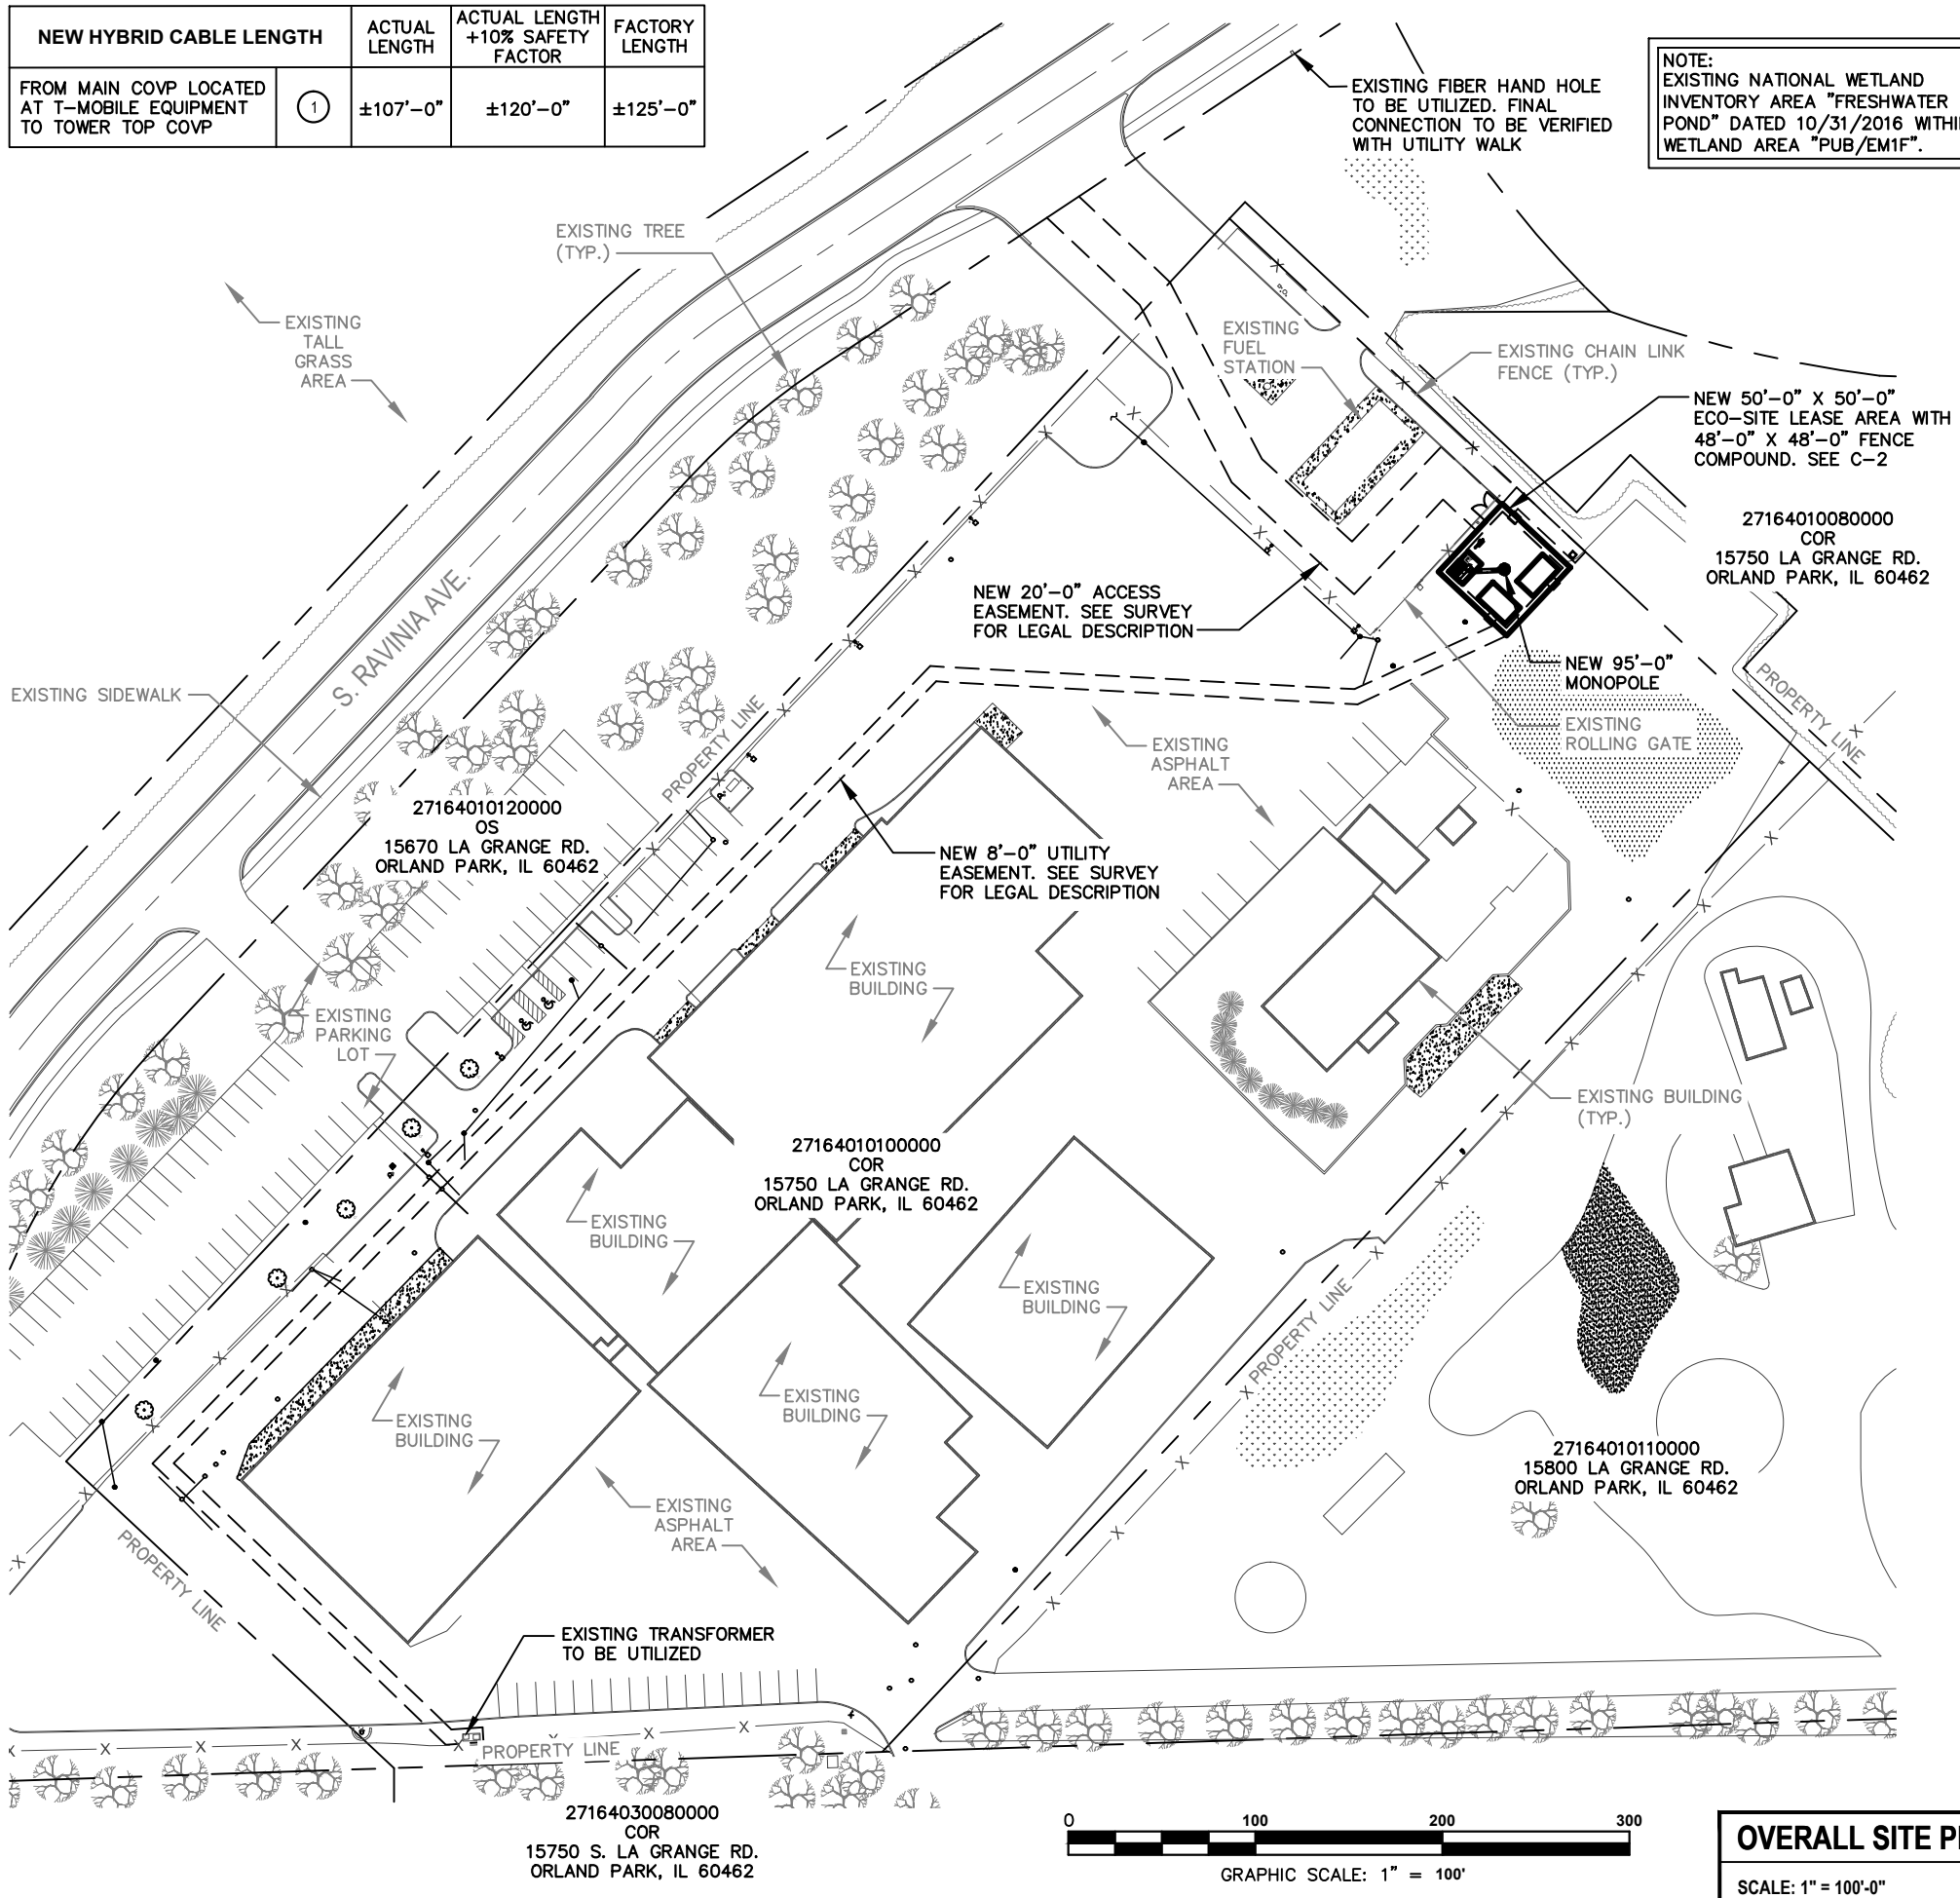 NEW HYBRID CABLE LENGTH
ACTUAL
LENGTH
ACTUAL LENGTH
+10% SAFETY
FACTOR
FACTORY
LENGTH
FROM MAIN COVP LOCATED
AT T-MOBILE EQUIPMENT
TO TOWER TOP COVP
1
±107'-0"
±120'-0"
±125'-0"
EXISTING FIBER HAND HOLE
TO BE UTILIZED. FINAL
CONNECTION TO BE VERIFIED
WITH UTILITY WALK
NOTE:
EXISTING NATIONAL WETLAND
INVENTORY AREA "FRESHWATER
POND" DATED 10/31/2016
WETLAND AREA "PUB/EM1F".
EXISTING TREE
(TYP.)
EXISTING
TALL
GRASS
AREA
EXISTING
FUEL
STATION
EXISTING CHAIN LINK
FENCE (TYP.)
NEW 50'-0" X 50'-0"
ECO-SITE LEASE AREA WITH
48'-0" X 48'-0" FENCE
COMPOUND. SEE C-2
27164010080000
COR
15750 LA GRANGE RD.
ORLAND PARK, IL 60462
NEW 20'-0" ACCESS
EASEMENT. SEE SURVEY
FOR LEGAL DESCRIPTION
S. RAVINIA AVE.
EXISTING SIDEWALK
NEW 95'-0"
MONOPOLE
PROPERTY LINE
PROPERTY LINE
EXISTING
ROLLING GATE
EXISTING
ASPHALT
AREA
27164010120000
OS
15670 LA GRANGE RD.
ORLAND PARK, IL 60462
NEW 8'-0" UTILITY
EASEMENT. SEE SURVEY
FOR LEGAL DESCRIPTION
EXISTING
BUILDING
EXISTING
PARKING
LOT
EXISTING BUILDING
(TYP.)
27164010100000
COR
15750 LA GRANGE RD.
ORLAND PARK, IL 60462
EXISTING
BUILDING
EXISTING
BUILDING
PROPERTY LINE
EXISTING
BUILDING
EXISTING
BUILDING
27164010110000
15800 LA GRANGE RD.
ORLAND PARK, IL 60462
EXISTING
ASPHALT
AREA
PROPERTY LINE
EXISTING TRANSFORMER
TO BE UTILIZED
PROPERTY LINE
27164030080000
COR
15750 S. LA GRANGE RD.
ORLAND PARK, IL 60462
0 100 200 300
GRAPHIC SCALE: 1" = 100'
OVERALL SITE
SCALE: 1" = 100'-0"